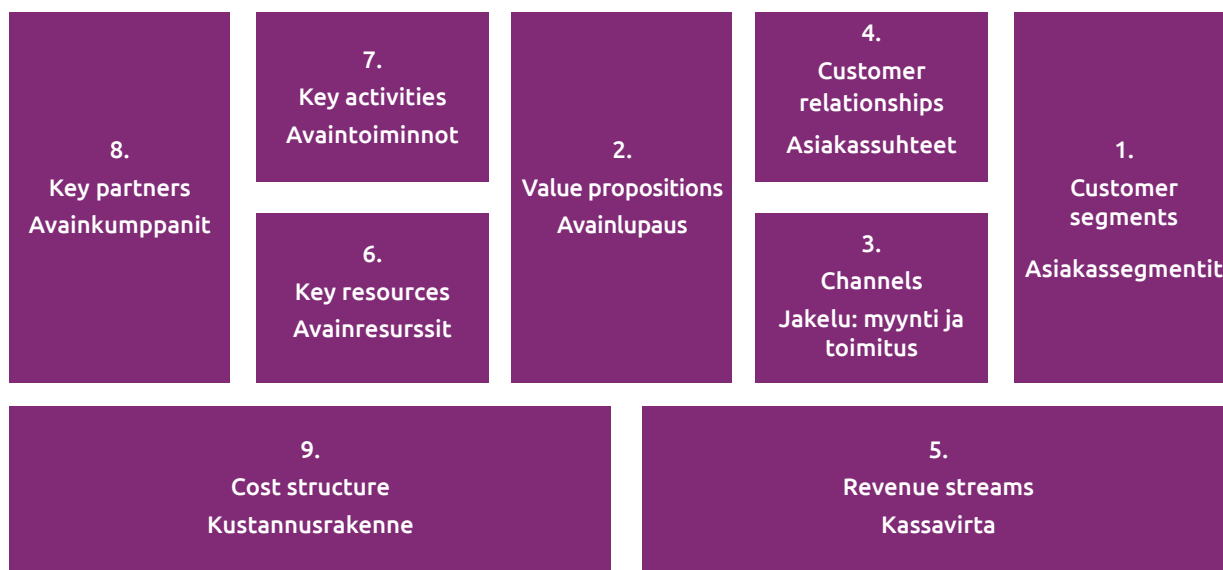 8.
Key partners
Avainkumppanit
7.
Key activities
Avaintoiminnot
6.
Key resources
Avainresurssit
2.
Value propositions
Avainlupaus
4.
Customer
relationships
Asiakassuhteet
3.
Channels
Jakelu: myynti ja
toimitus
1.
Customer
segments
Asiakassegmentit
9.
Cost structure
Kustannusrakenne
5.
Revenue streams
Kassavirta